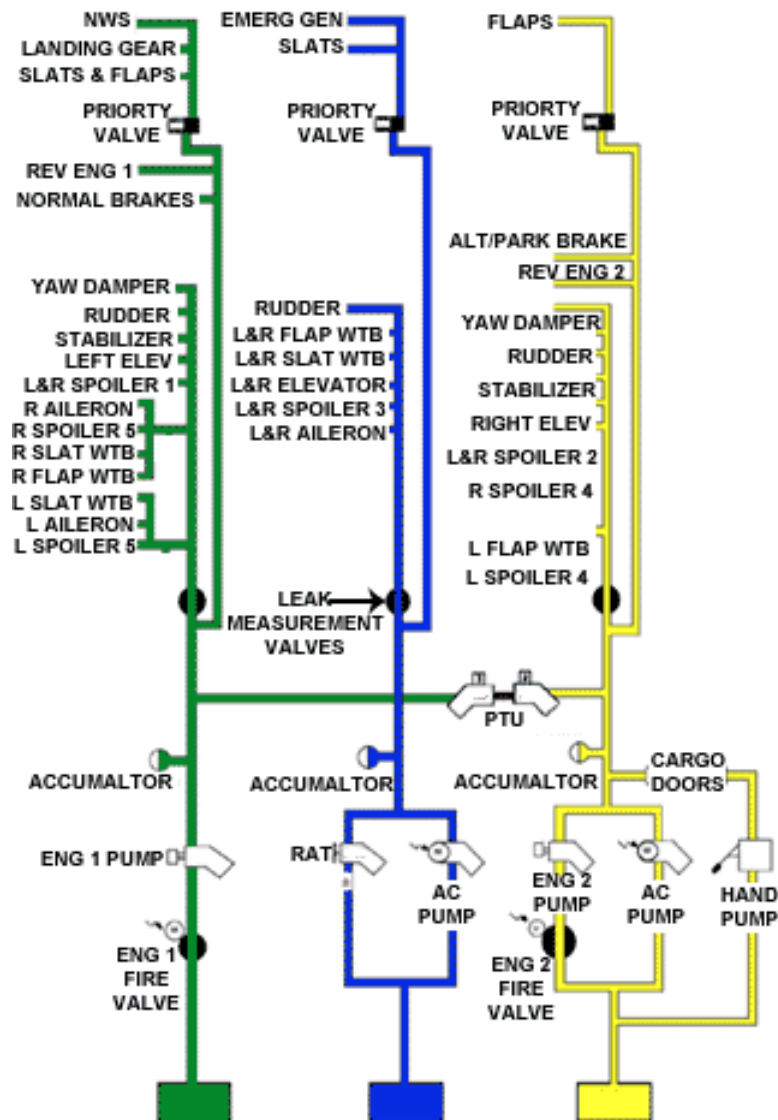 NWS
LANDING GEAR
SLATS & FLAPS
PRIORTY
VALVE
REV ENG 1
NORMAL BRAKES
YAW DAMPER
RUDDER
STABILIZER
LEFT ELEV
L&R SPOILER 1
R AILERON
R SPOILER 5
R SLAT WTB
R FLAP WTB
L SLAT WTB
L AILERON
L SPOILER 5
ACCUMALTOR
ENG 1 PUMP
ENG 1
FIRE
VALVE
EMERG GEN
SLATS
PRIORTY
VALVE
RUDDER
L&R FLAP WTB
L&R SLAT WTB
L&R ELEVATOR
L&R SPOILER 3
L&R AILERON
LEAK
MEASUREMENT
VALVES
ACCUMALTOR
RAT
AC
PUMP
FLAPS
PRIORTY
VALVE
ALT/PARK BRAKE
REV ENG 2
YAW DAMPER
RUDDER
STABILIZER
RIGHT ELEV
L&R SPOILER 2
R SPOILER 4
L FLAP WTB
L SPOILER 4
PTU
ACCUMALTOR
CARGO
DOORS
ENG 2
PUMP
AC
PUMP
HAND
PUMP
ENG 2
FIRE
VALVE